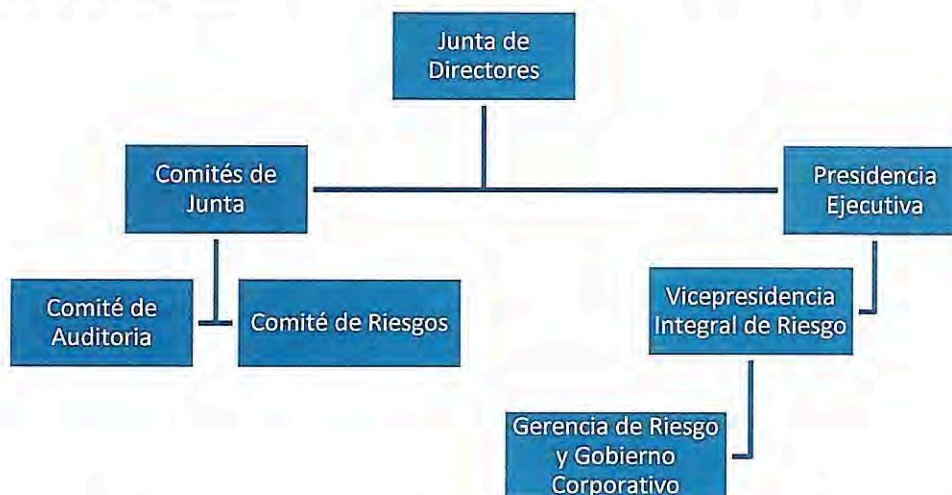 Junta de
Directores
Comités de
Junta
Presidencia
Ejecutiva
Comité de
Auditoria
Comité de Riesgos
Vicepresidencia
Integral de Riesgo
Gerencia de Riesgo
y Gobierno
Corporativo